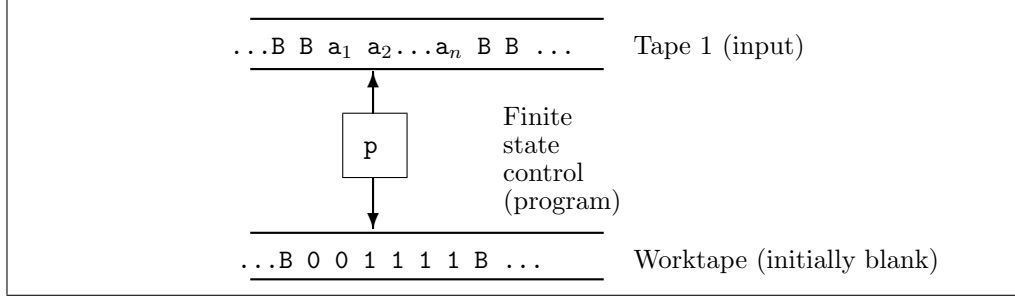 ...B B a₁ a₂...aₙ B B ... Tape 1 (input)
p
Finite
state
control
(program)
...B 0 0 1 1 1 1 B ... Worktape (initially blank)